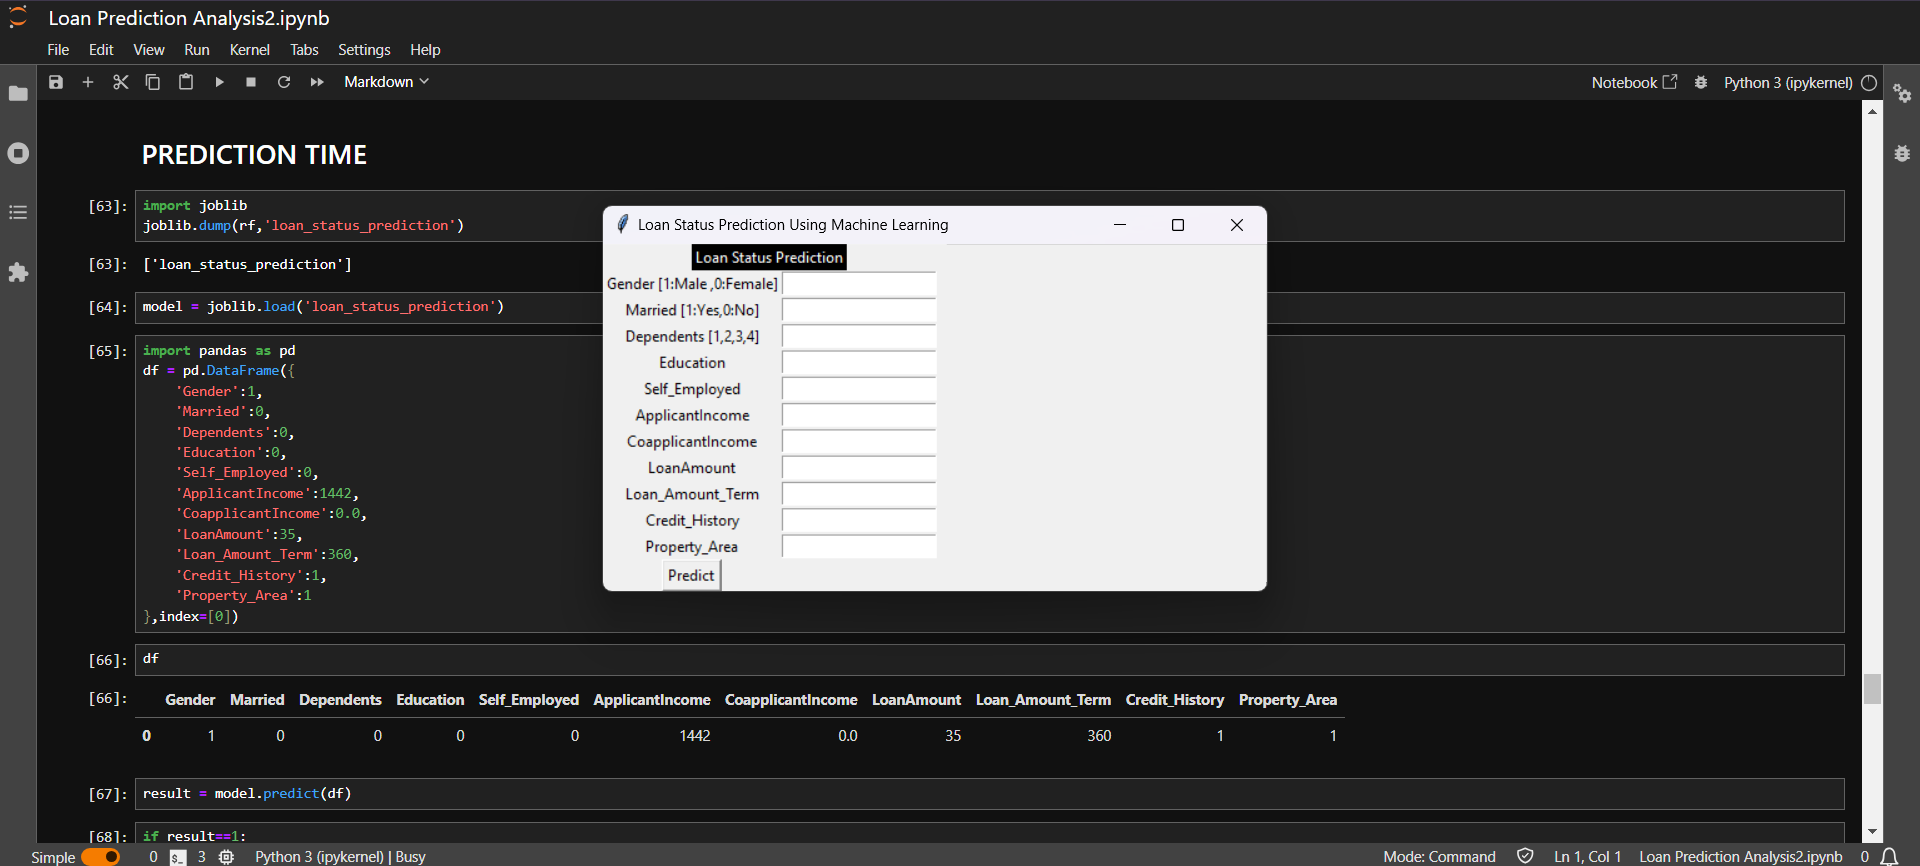 Loan Prediction Analysis2.ipynb
File Edit View Run Kernel Tabs Settings Help
Markdown
Notebook
Python 3 (ipykernel)
PREDICTION TIME
[63]: import joblib
joblib.dump(rf,'loan_status_prediction')
[63]: ['loan_status_prediction']
[64]: model = joblib.load('loan_status_prediction')
[65]: import pandas as pd
df = pd.DataFrame({
'Gender':1,
'Married':0,
'Dependents':0,
'Education':0,
'Self_Employed':0,
'ApplicantIncome':1442,
'CoapplicantIncome':0.0,
'LoanAmount':35,
'Loan_Amount_Term':360,
'Credit_History':1,
'Property_Area':1
},index=[0])
Loan Status Prediction Using Machine Learning
Loan Status Prediction
Gender [1:Male ,0:Female]
Married [1:Yes,0:No]
Dependents [1,2,3,4]
Education
Self_Employed
ApplicantIncome
CoapplicantIncome
LoanAmount
Loan_Amount_Term
Credit_History
Property_Area
Predict
[66]: df
[66]: Gender Married Dependents Education Self_Employed ApplicantIncome CoapplicantIncome LoanAmount Loan_Amount_Term Credit_History Property_Area
0 1 0 0 0 0 1442 0.0 35 360 1 1
[67]: result = model.predict(df)
[68]: if result==1:
Simple 0 $_ 3 Python 3 (ipykernel) | Busy Mode: Command Ln 1, Col 1 Loan Prediction Analysis2.ipynb 0